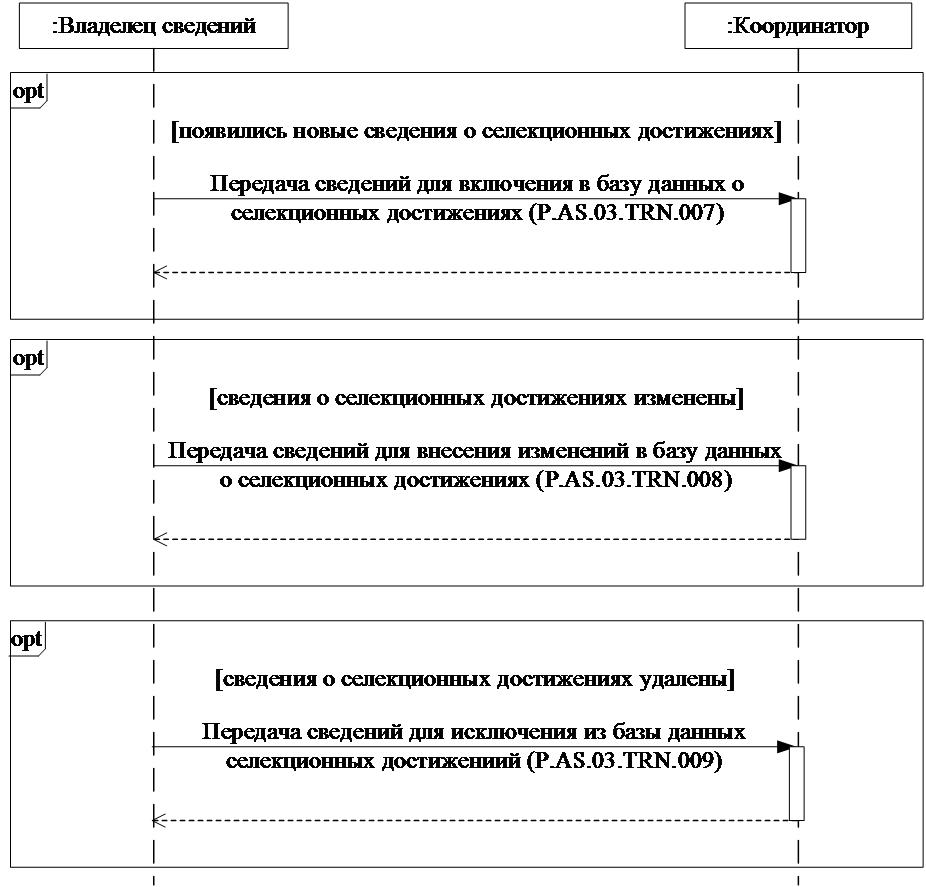 :Владелец сведений
:Координатор
opt
[появились новые сведения о селекционных достижениях]
Передача сведений для включения в базу данных о
селекционных достижениях (P.AS.03.TRN.007)
opt
[сведения о селекционных достижениях изменены]
Передача сведений для внесения изменений в базу данных
о селекционных достижениях (P.AS.03.TRN.008)
opt
[сведения о селекционных достижениях удалены]
Передача сведений для исключения из базы данных
селекционных достижениий (P.AS.03.TRN.009)